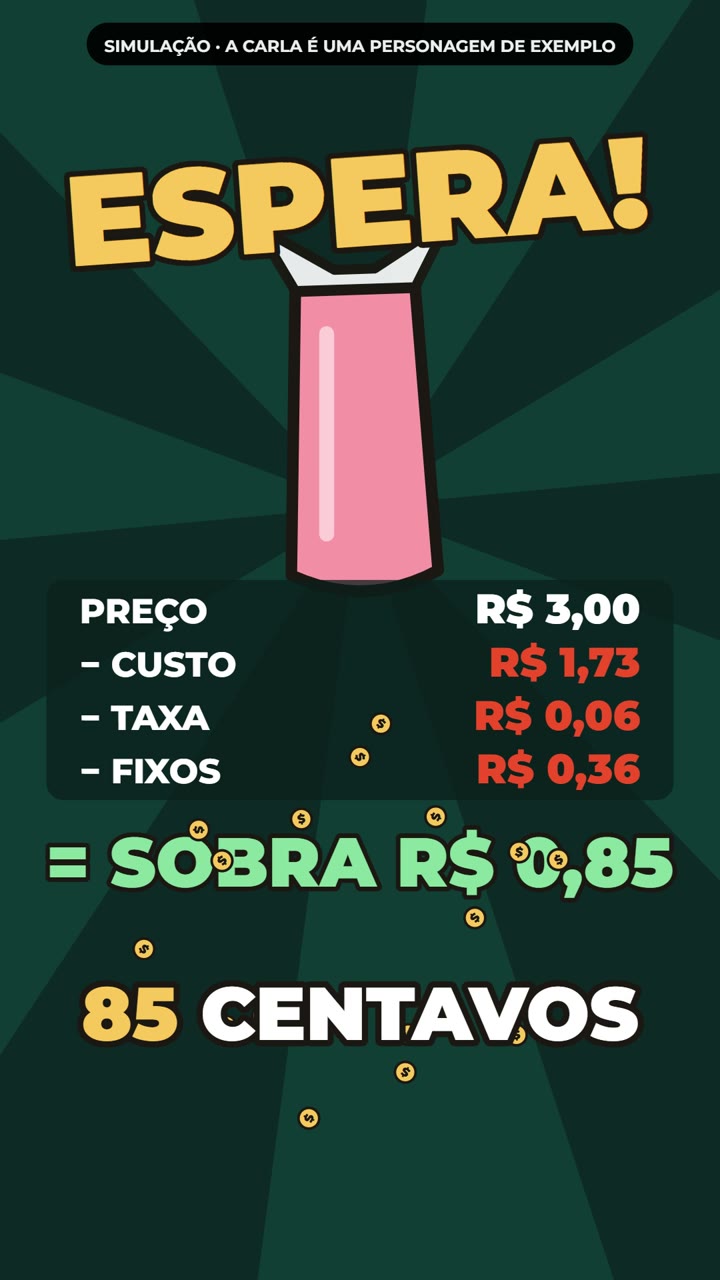 SIMULAÇÃO · A CARLA É UMA PERSONAGEM DE EXEMPLO
ESPERA!
PREÇO R$ 3,00
− CUSTO R$ 1,73
− TAXA R$ 0,06
− FIXOS R$ 0,36
= SOBRA R$ 0,85
85 CENTAVOS